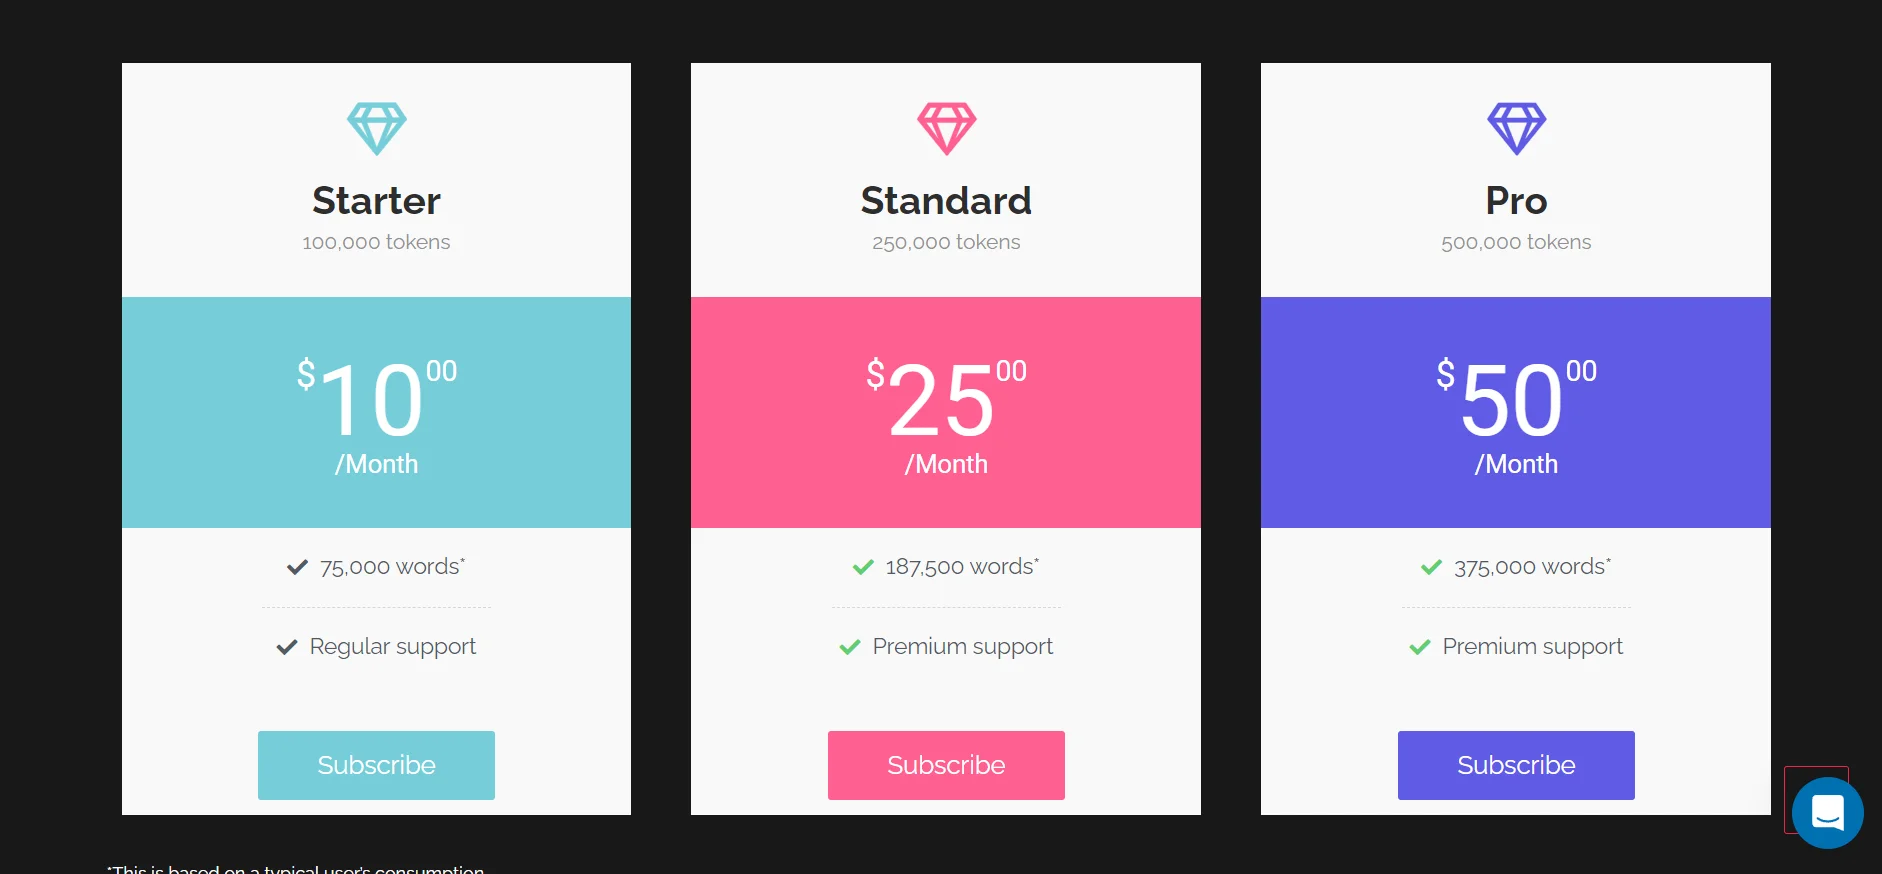 Starter
100,000 tokens
$10 00
/Month
75,000 words*
Regular support
Subscribe
Standard
250,000 tokens
$25 00
/Month
187,500 words*
Premium support
Subscribe
Pro
500,000 tokens
$50 00
/Month
375,000 words*
Premium support
Subscribe
*This is based on a typical user's consumption